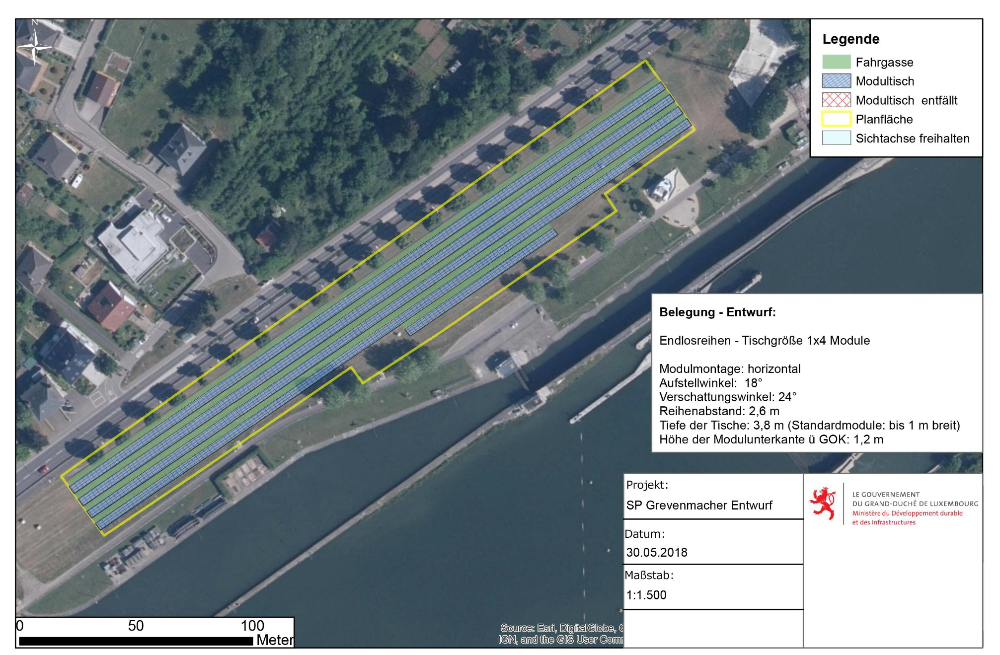 N
Legende
Fahrgasse
Modultisch
Modultisch entfällt
Planfläche
Sichtachse freihalten
Belegung - Entwurf:
Endlosreihen - Tischgröße 1x4 Module
Modulmontage: horizontal
Aufstellwinkel: 18°
Verschattungswinkel: 24°
Reihenabstand: 2,6 m
Tiefe der Tische: 3,8 m (Standardmodule: bis 1 m breit)
Höhe der Modulunterkante ü GOK: 1,2 m
Projekt:
SP Grevenmacher Entwurf
Datum:
30.05.2018
Maßstab:
1:1.500
LE GOUVERNEMENT
DU GRAND-DUCHÉ DE LUXEMBOURG
Ministère du Développement durable
et des Infrastructures
0 50 100
Meter
Source: Esri, DigitalGlobe,
IGN, and the GIS User